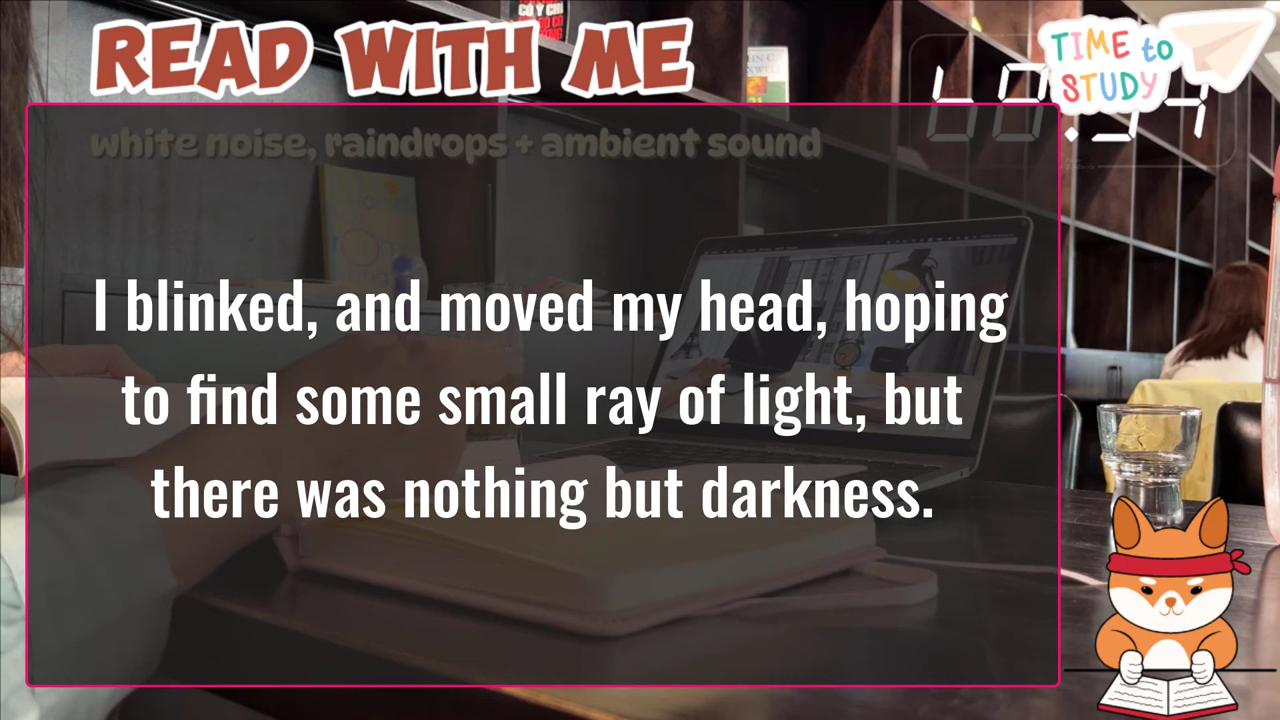 READ WITH ME
TIME to
STUDY
white noise, raindrops + ambient sound
I blinked, and moved my head, hoping
to find some small ray of light, but
there was nothing but darkness.